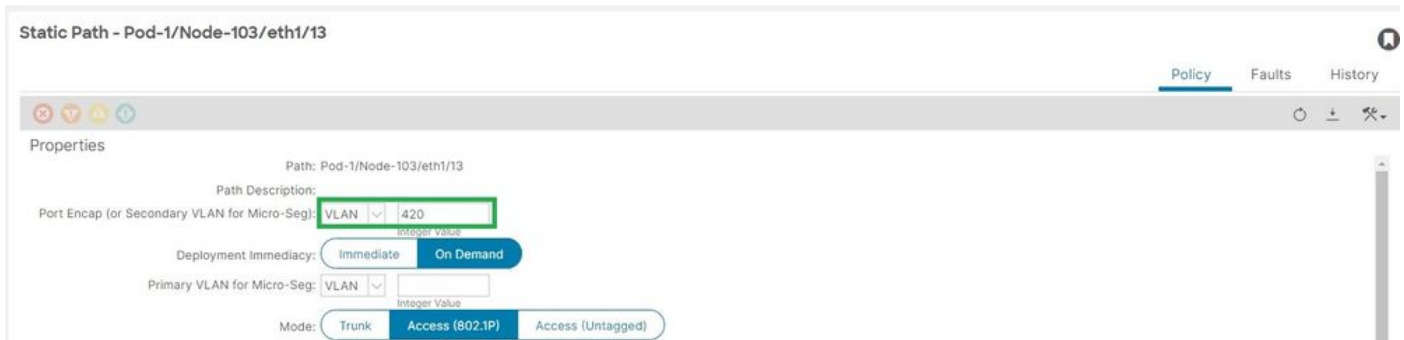 Static Path - Pod-1/Node-103/eth1/13
Policy Faults History
Properties
Path: Pod-1/Node-103/eth1/13
Path Description:
Port Encap (or Secondary VLAN for Micro-Seg): VLAN 420
Integer Value
Deployment Immediacy: Immediate On Demand
Primary VLAN for Micro-Seg: VLAN
Integer Value
Mode: Trunk Access (802.1P) Access (Untagged)